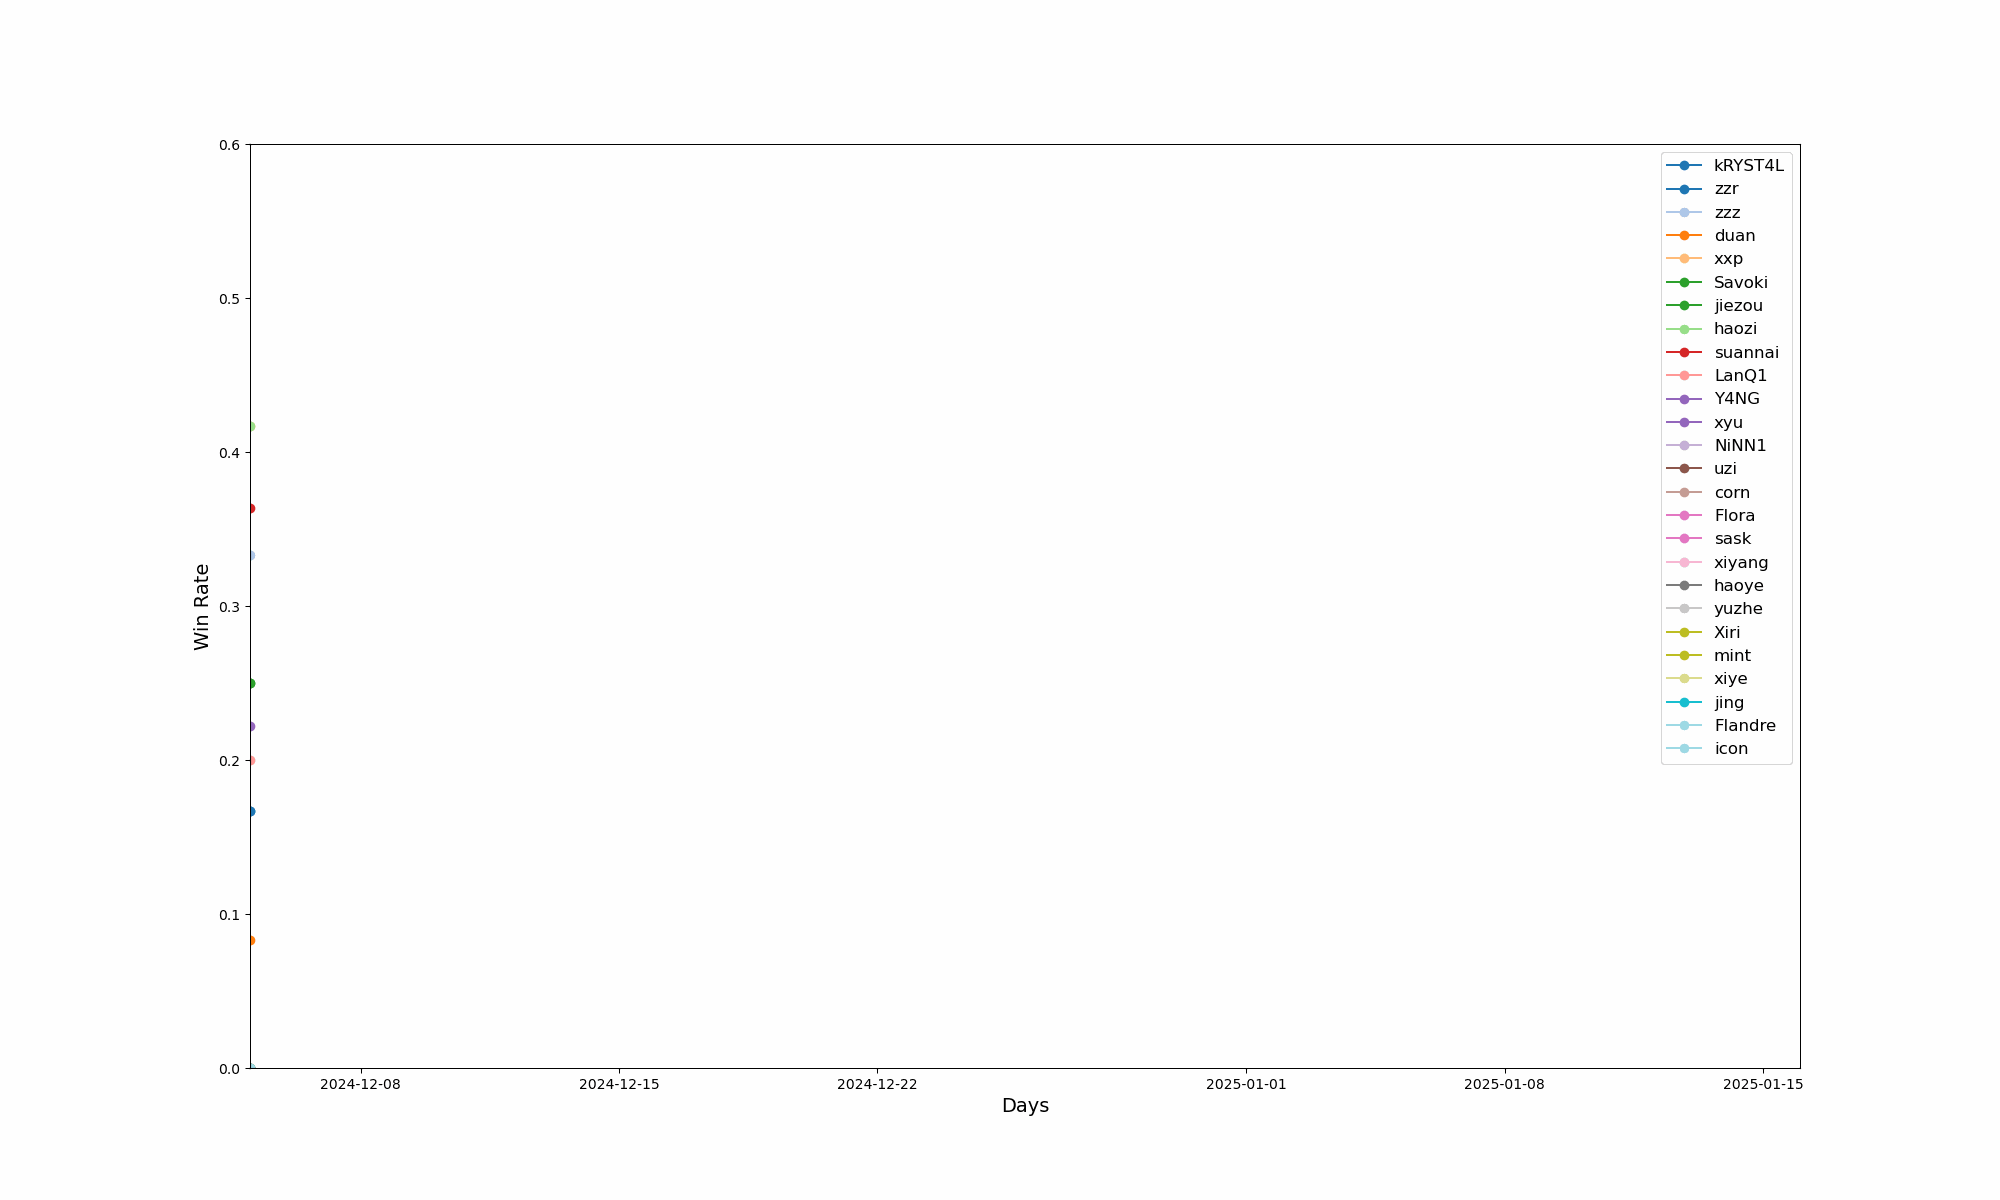 0.6
0.5
0.4
0.3
0.2
0.1
0.0
Win Rate
2024-12-08 2024-12-15 2024-12-22 2025-01-01 2025-01-08 2025-01-15
Days
kRYST4L
zzr
zzz
duan
xxp
Savoki
jiezou
haozi
suannai
LanQ1
Y4NG
xyu
NiNN1
uzi
corn
Flora
sask
xiyang
haoye
yuzhe
Xiri
mint
xiye
jing
Flandre
icon